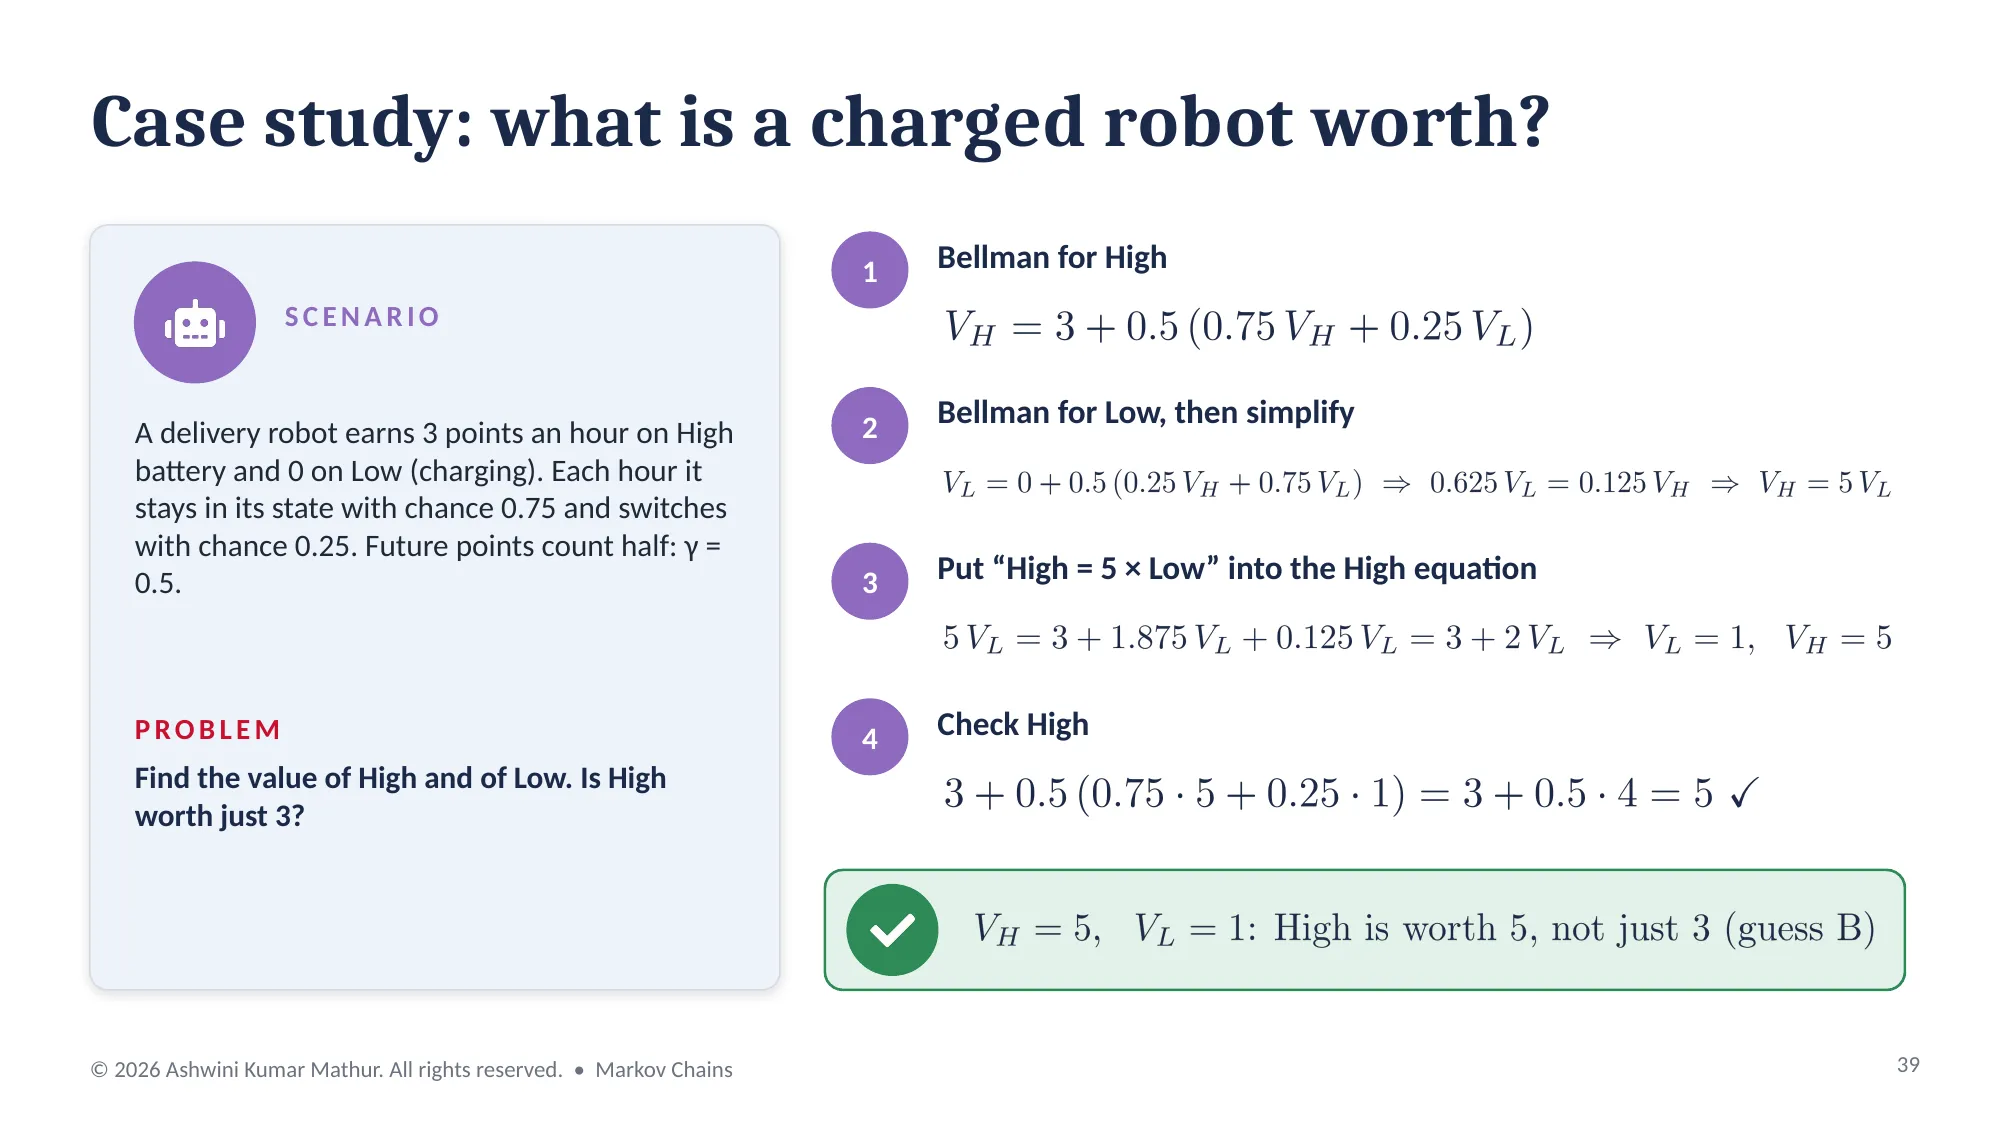 Case study: what is a charged robot worth?
SCENARIO
A delivery robot earns 3 points an hour on High
battery and 0 on Low (charging). Each hour it
stays in its state with chance 0.75 and switches
with chance 0.25. Future points count half: γ =
0.5.
PROBLEM
Find the value of High and of Low. Is High
worth just 3?
1
Bellman for High
V_H = 3 + 0.5 (0.75 V_H + 0.25 V_L)
2
Bellman for Low, then simplify
V_L = 0 + 0.5 (0.25 V_H + 0.75 V_L) ⇒ 0.625 V_L = 0.125 V_H ⇒ V_H = 5 V_L
3
Put “High = 5 × Low” into the High equation
5 V_L = 3 + 1.875 V_L + 0.125 V_L = 3 + 2 V_L ⇒ V_L = 1, V_H = 5
4
Check High
3 + 0.5 (0.75 · 5 + 0.25 · 1) = 3 + 0.5 · 4 = 5 ✓
V_H = 5, V_L = 1: High is worth 5, not just 3 (guess B)
© 2026 Ashwini Kumar Mathur. All rights reserved. • Markov Chains
39